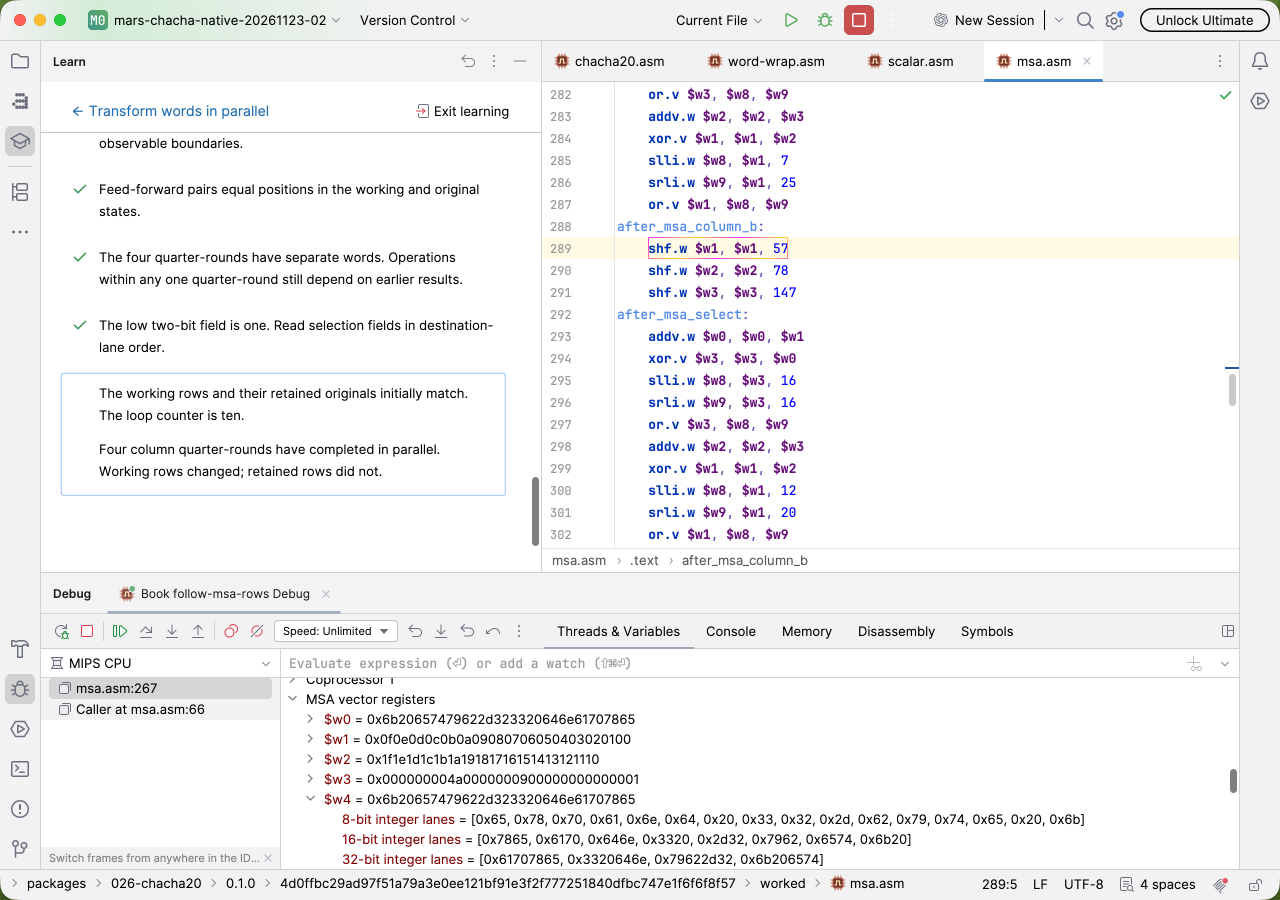 M0 mars-chacha-native-20261123-02 Version Control Current File New Session Unlock Ultimate
Learn
Transform words in parallel Exit learning
observable boundaries.
Feed-forward pairs equal positions in the working and original
states.
The four quarter-rounds have separate words. Operations
within any one quarter-round still depend on earlier results.
The low two-bit field is one. Read selection fields in destination-
lane order.
The working rows and their retained originals initially match.
The loop counter is ten.
Four column quarter-rounds have completed in parallel.
Working rows changed; retained rows did not.
chacha20.asm word-wrap.asm scalar.asm msa.asm
282 or.v $w3, $w8, $w9
283 addv.w $w2, $w2, $w3
284 xor.v $w1, $w1, $w2
285 slli.w $w8, $w1, 7
286 srli.w $w9, $w1, 25
287 or.v $w1, $w8, $w9
288 after_msa_column_b:
289 shf.w $w1, $w1, 57
290 shf.w $w2, $w2, 78
291 shf.w $w3, $w3, 147
292 after_msa_select:
293 addv.w $w0, $w0, $w1
294 xor.v $w3, $w3, $w0
295 slli.w $w8, $w3, 16
296 srli.w $w9, $w3, 16
297 or.v $w3, $w8, $w9
298 addv.w $w2, $w2, $w3
299 xor.v $w1, $w1, $w2
300 slli.w $w8, $w1, 12
301 srli.w $w9, $w1, 20
302 or.v $w1, $w8, $w9
msa.asm .text after_msa_column_b
Debug Book follow-msa-rows Debug
Speed: Unlimited Threads & Variables Console Memory Disassembly Symbols
MIPS CPU
msa.asm:267
Caller at msa.asm:66
Switch frames from anywhere in the ID...
Evaluate expression (⏎) or add a watch (⇧⌘⏎)
Coprocessor 1
MSA vector registers
$w0 = 0x6b20657479622d323320646e61707865
$w1 = 0x0f0e0d0c0b0a09080706050403020100
$w2 = 0x1f1e1d1c1b1a19181716151413121110
$w3 = 0x000000004a0000000900000000000001
$w4 = 0x6b20657479622d323320646e61707865
8-bit integer lanes = [0x65, 0x78, 0x70, 0x61, 0x6e, 0x64, 0x20, 0x33, 0x32, 0x2d, 0x62, 0x79, 0x74, 0x65, 0x20, 0x6b]
16-bit integer lanes = [0x7865, 0x6170, 0x646e, 0x3320, 0x2d32, 0x7962, 0x6574, 0x6b20]
32-bit integer lanes = [0x61707865, 0x3320646e, 0x79622d32, 0x6b206574]
packages 026-chacha20 0.1.0 4d0ffbc29ad97f51a79a3e0ee121bf91e3f2f777251840dfbc747e1f6f6f8f57 worked msa.asm 289:5 LF UTF-8 4 spaces